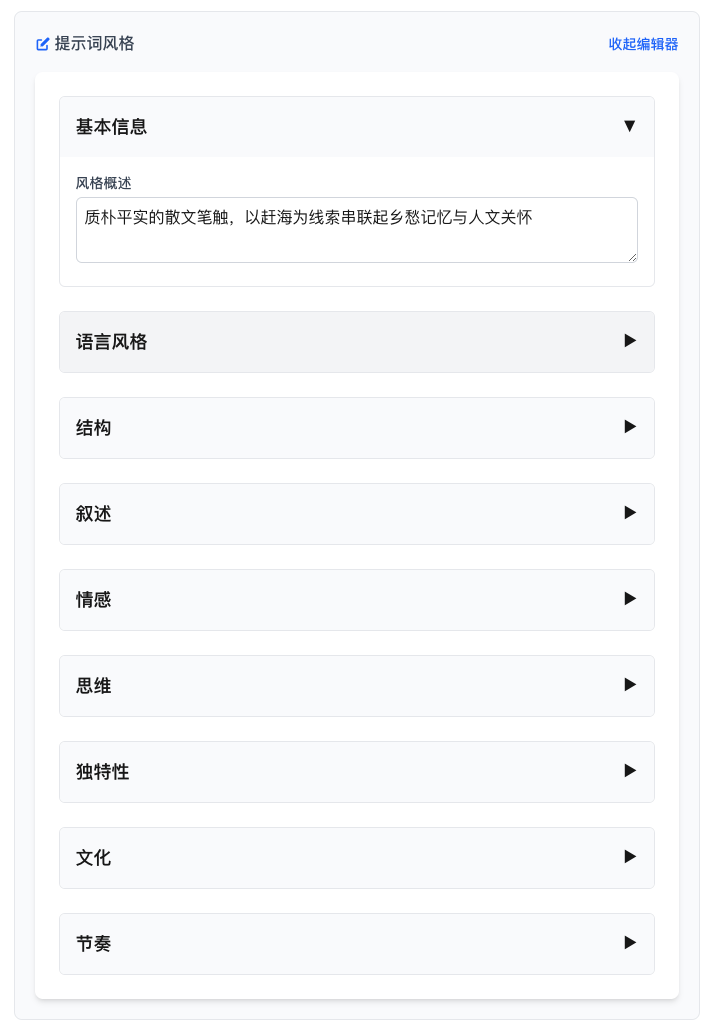 提示词风格
收起编辑器
基本信息
风格概述
质朴平实的散文笔触，以赶海为线索串联起乡愁记忆与人文关怀
语言风格
结构
叙述
情感
思维
独特性
文化
节奏